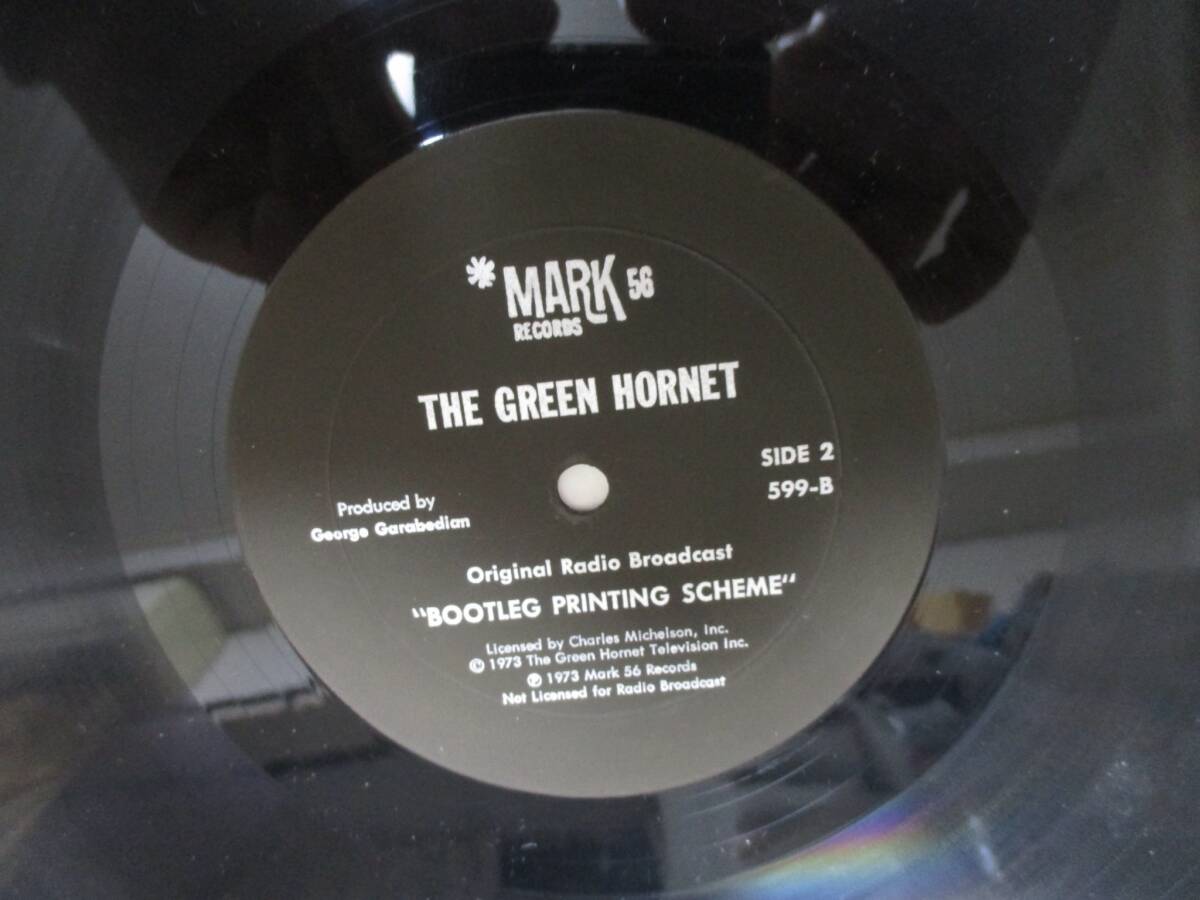 *MARK 56
RECORDS
THE GREEN HORNET
SIDE 2
599-B
Produced by
George Garabedian
Original Radio Broadcast
"BOOTLEG PRINTING SCHEME"
Licensed by Charles Michelson, Inc.
© 1973 The Green Hornet Television Inc.
℗ 1973 Mark 56 Records
Not Licensed for Radio Broadcast